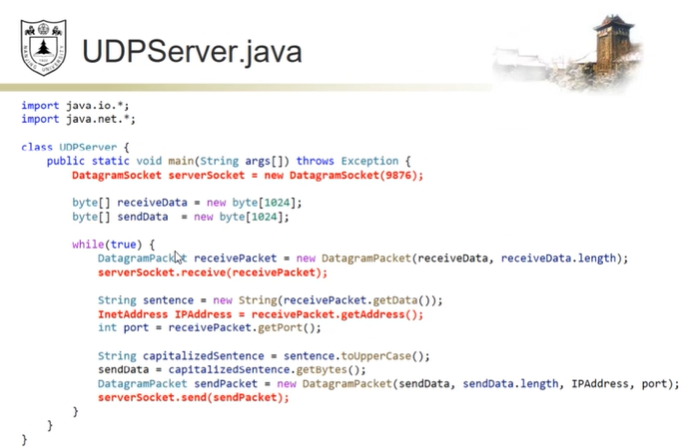 NANJING UNIVERSITY
UDPServer.java
import java.io.*;
import java.net.*;
class UDPServer {
public static void main(String args[]) throws Exception {
DatagramSocket serverSocket = new DatagramSocket(9876);
byte[] receiveData = new byte[1024];
byte[] sendData = new byte[1024];
while(true) {
DatagramPacket receivePacket = new DatagramPacket(receiveData, receiveData.length);
serverSocket.receive(receivePacket);
String sentence = new String(receivePacket.getData());
InetAddress IPAddress = receivePacket.getAddress();
int port = receivePacket.getPort();
String capitalizedSentence = sentence.toUpperCase();
sendData = capitalizedSentence.getBytes();
DatagramPacket sendPacket = new DatagramPacket(sendData, sendData.length, IPAddress, port);
serverSocket.send(sendPacket);
}
}
}